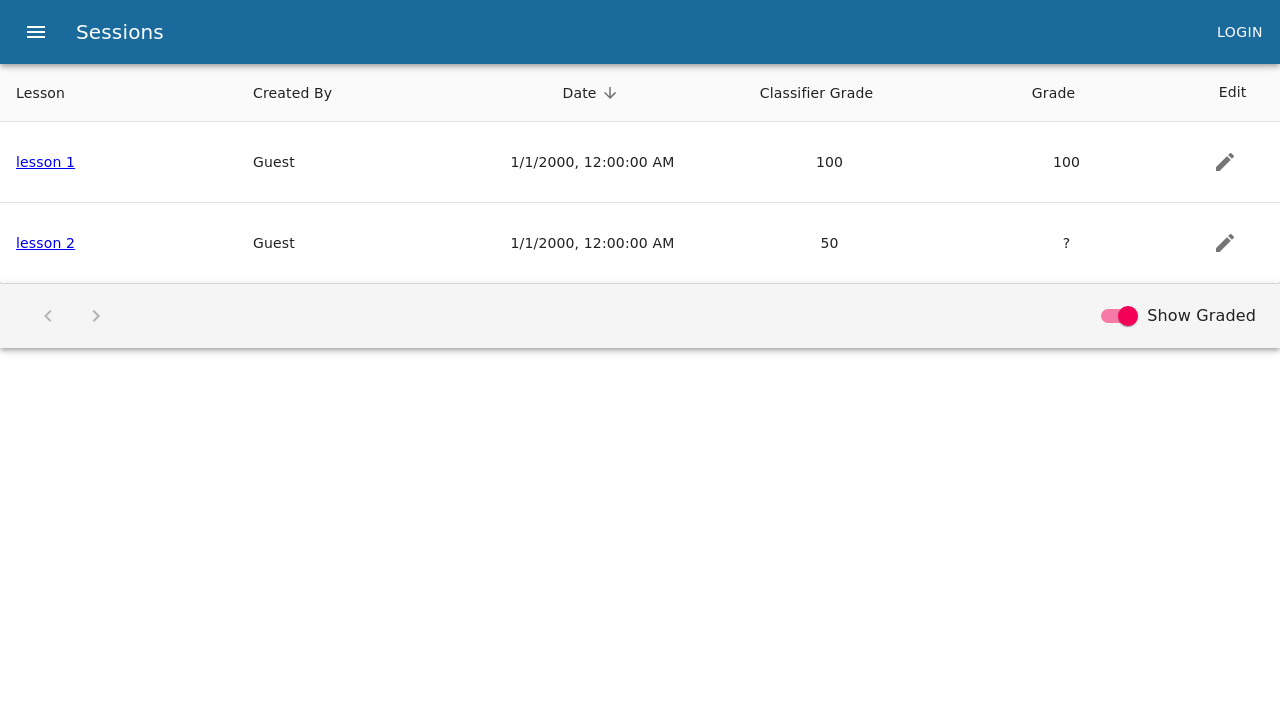 Sessions LOGIN
Lesson Created By Date Classifier Grade Grade Edit
lesson 1 Guest 1/1/2000, 12:00:00 AM 100 100
lesson 2 Guest 1/1/2000, 12:00:00 AM 50 ?
Show Graded